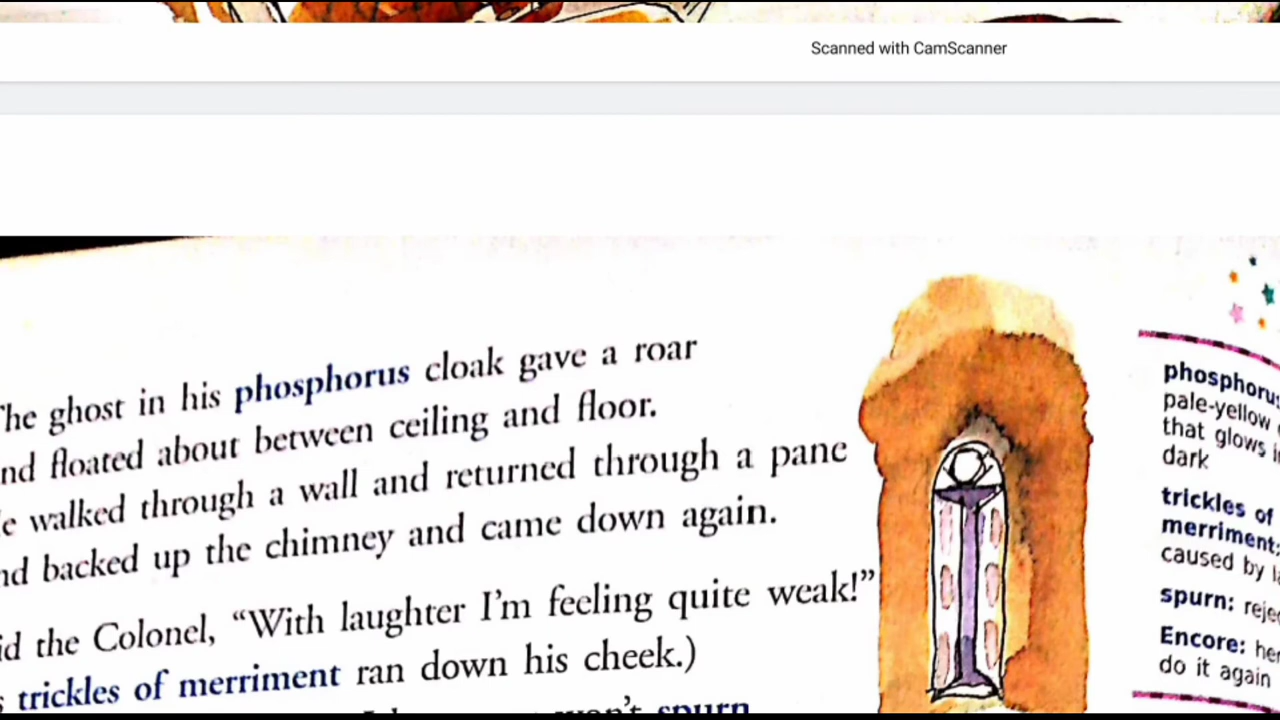 Scanned with CamScanner
The ghost in his phosphorus cloak gave a roar
nd floated about between ceiling and floor.
e walked through a wall and returned through a pane
nd backed up the chimney and came down again.
id the Colonel, “With laughter I’m feeling quite weak!”
s trickles of merriment ran down his cheek.)
won’t spurn
phosphorus
pale-yellow
that glows i
dark
trickles of
merriment:
caused by l
spurn: reje
Encore: her
do it again